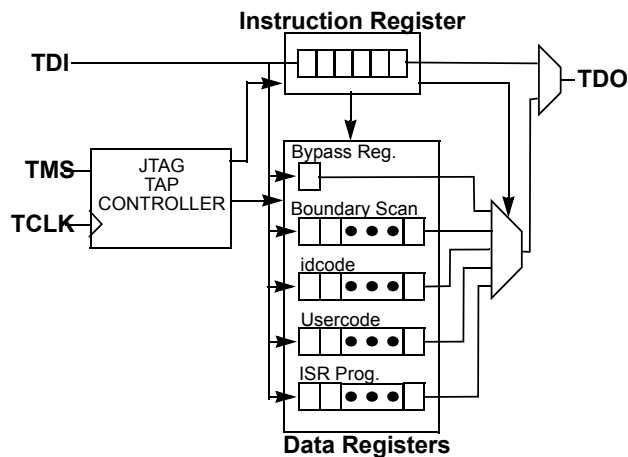 Instruction Register
TDI
TDO
TMS
JTAG
TAP
CONTROLLER
TCLK
Bypass Reg.
Boundary Scan
idcode
Usercode
ISR Prog.
Data Registers